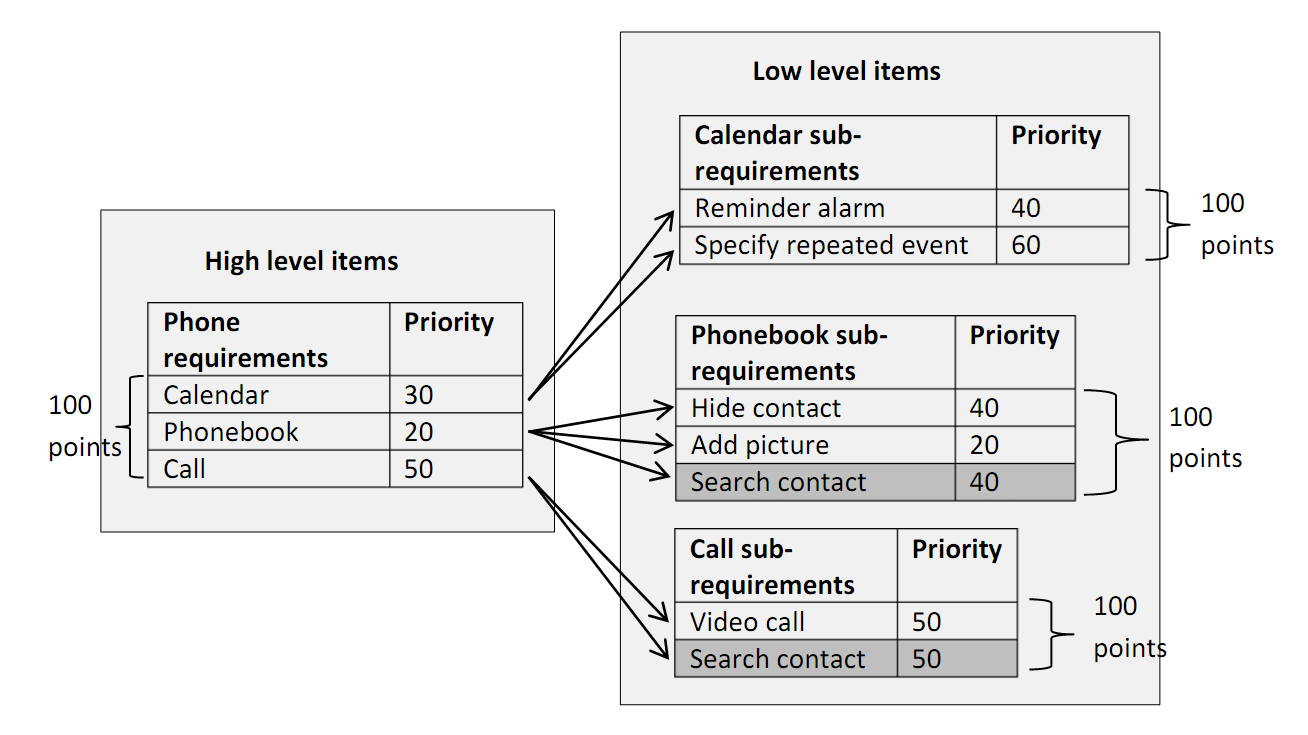 High level items
Phone requirements Priority
Calendar 30
Phonebook 20
Call 50
100 points
Low level items
Calendar sub-requirements Priority
Reminder alarm 40
Specify repeated event 60
100 points
Phonebook sub-requirements Priority
Hide contact 40
Add picture 20
Search contact 40
100 points
Call sub-requirements Priority
Video call 50
Search contact 50
100 points